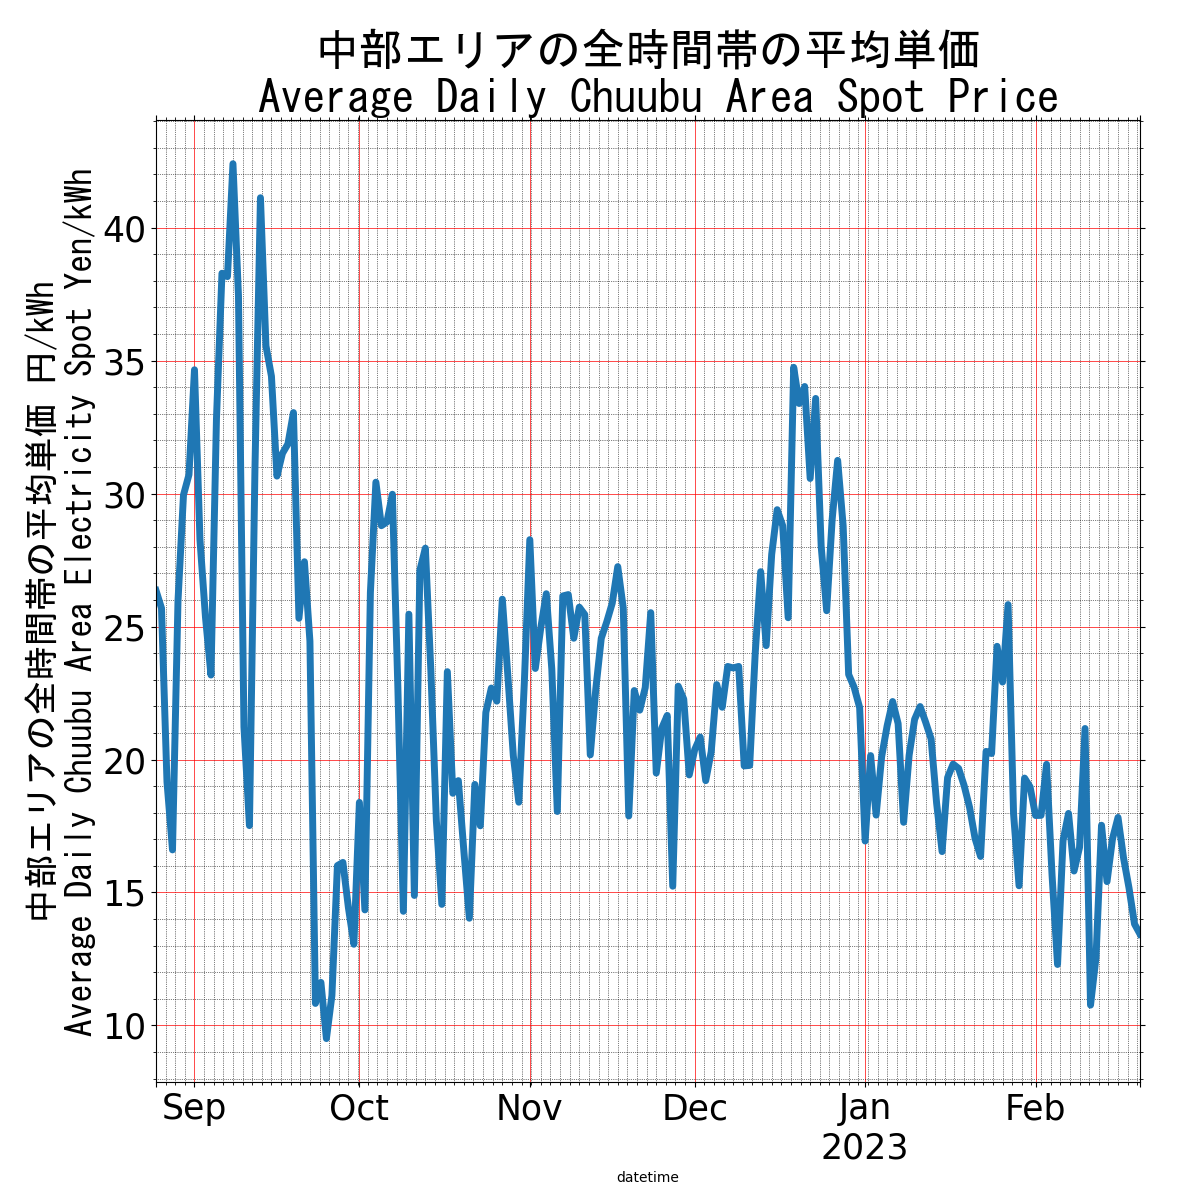 中部エリアの全時間帯の平均単価
Average Daily Chuubu Area Spot Price
中部エリアの全時間帯の平均単価 円/kWh
Average Daily Chuubu Area Electricity Spot Yen/kWh
40
35
30
25
20
15
10
Sep Oct Nov Dec Jan Feb
2023
datetime